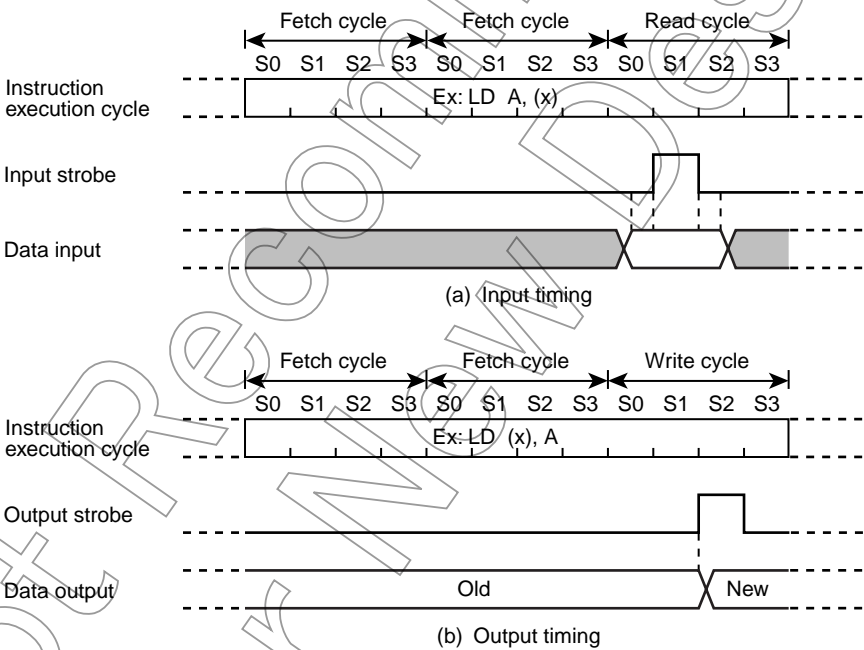 Fetch cycle Fetch cycle Read cycle
S0 S1 S2 S3 S0 S1 S2 S3 S0 S1 S2 S3
Instruction
execution cycle
Ex: LD A, (x)
Input strobe
Data input
(a) Input timing
Fetch cycle Fetch cycle Write cycle
S0 S1 S2 S3 S0 S1 S2 S3 S0 S1 S2 S3
Instruction
execution cycle
Ex: LD (x), A
Output strobe
Data output
Old New
(b) Output timing